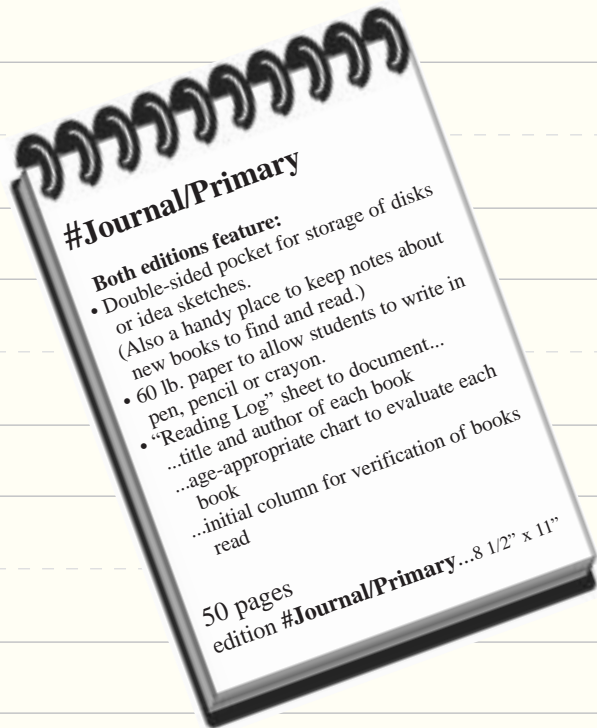 #Journal/Primary
Both editions feature:
• Double-sided pocket for storage of disks
or idea sketches.
(Also a handy place to keep notes about
new books to find and read.)
• 60 lb. paper to allow students to write in
pen, pencil or crayon.
• “Reading Log” sheet to document...
...title and author of each book
...age-appropriate chart to evaluate each
book
...initial column for verification of books
read
50 pages
edition #Journal/Primary...8 1/2” x 11”